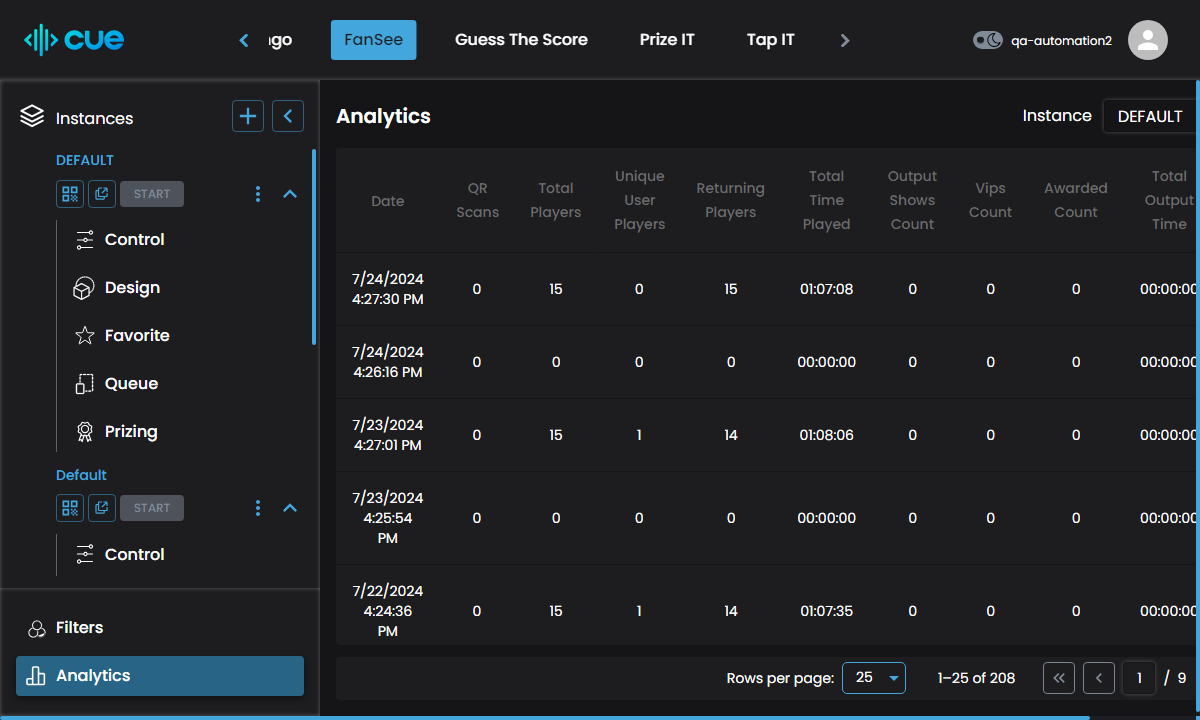 cue
ngo
FanSee
Guess The Score
Prize IT
Tap IT
qa-automation2
Instances
DEFAULT
START
Control
Design
Favorite
Queue
Prizing
Default
START
Control
Filters
Analytics
Analytics
Instance
DEFAULT
Date
QR Scans
Total Players
Unique User Players
Returning Players
Total Time Played
Output Shows Count
Vips Count
Awarded Count
Total Output Time
7/24/2024 4:27:30 PM 0 15 0 15 01:07:08 0 0 0 00:00:00
7/24/2024 4:26:16 PM 0 0 0 0 00:00:00 0 0 0 00:00:00
7/23/2024 4:27:01 PM 0 15 1 14 01:08:06 0 0 0 00:00:00
7/23/2024 4:25:54 PM 0 0 0 0 00:00:00 0 0 0 00:00:00
7/22/2024 4:24:36 PM 0 15 1 14 01:07:35 0 0 0 00:00:00
Rows per page: 25 1–25 of 208 1 / 9